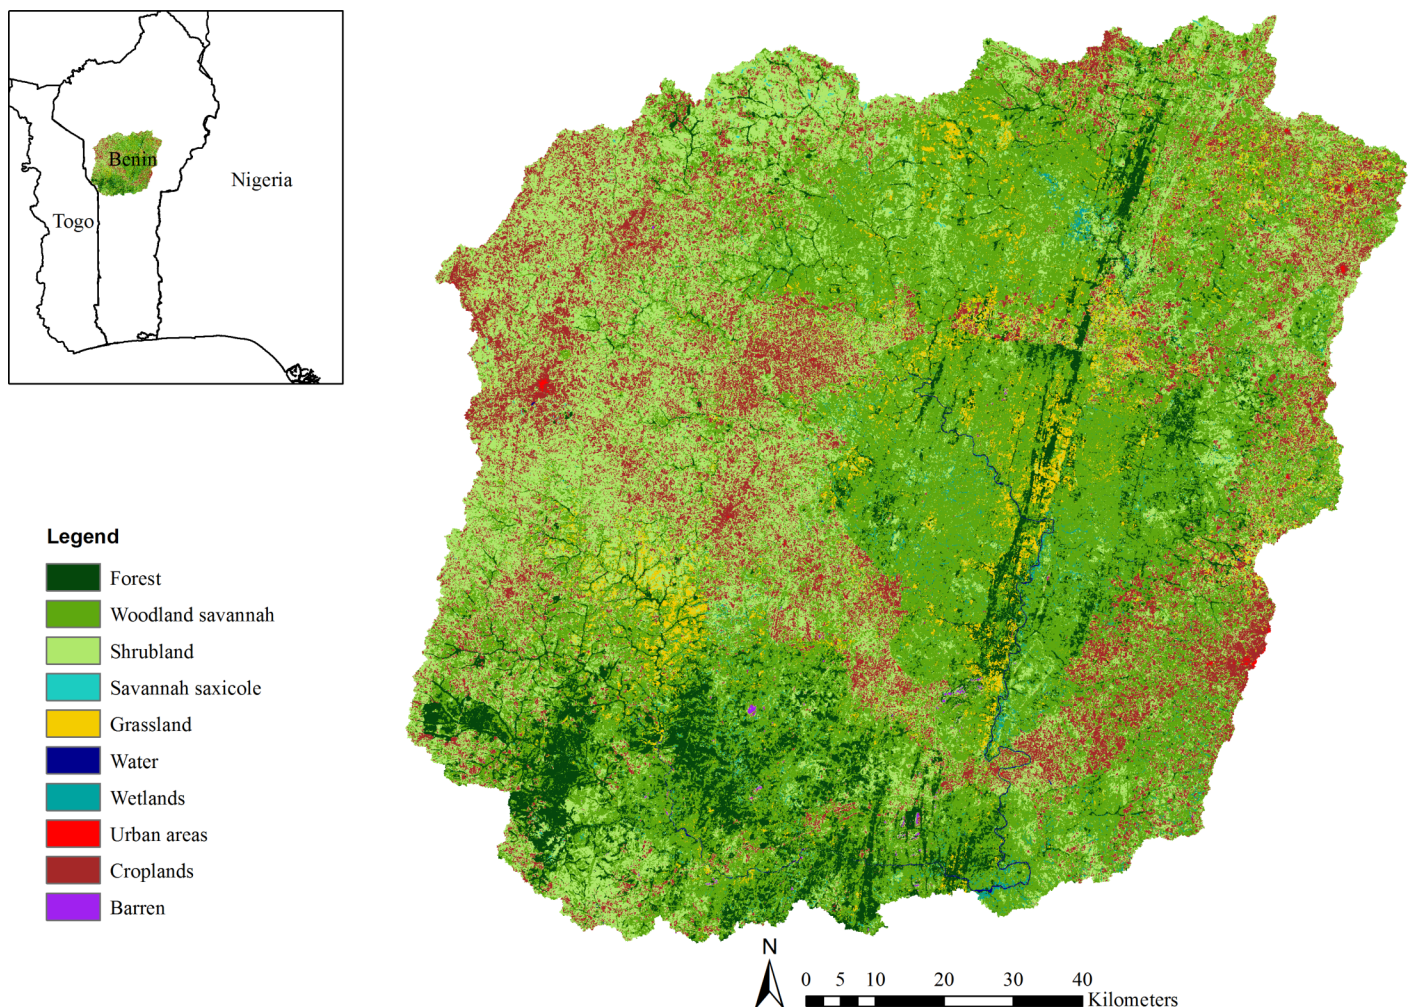 Benin
Nigeria
Togo
Legend
Forest
Woodland savannah
Shrubland
Savannah saxicole
Grassland
Water
Wetlands
Urban areas
Croplands
Barren
N
0 5 10 20 30 40
Kilometers